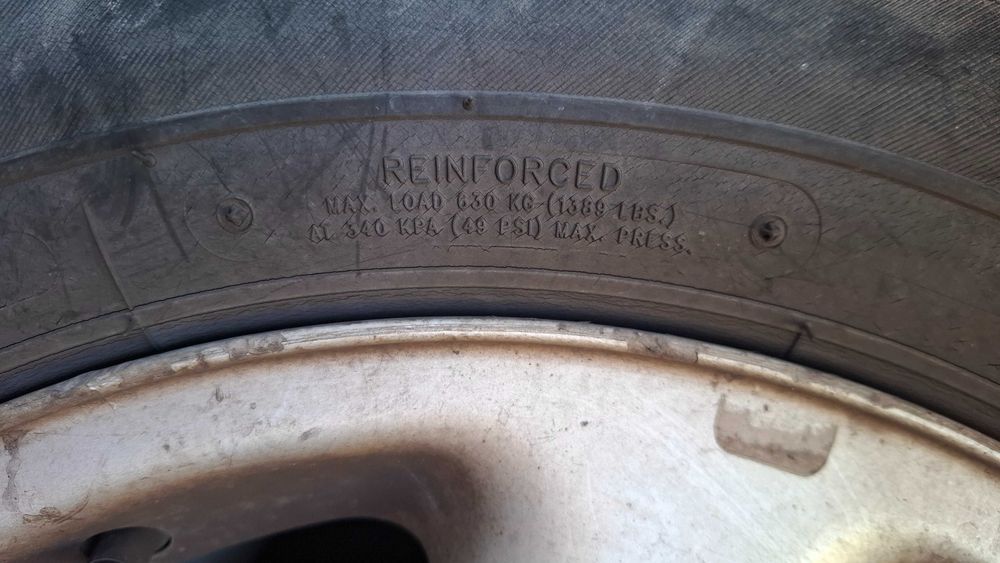 REINFORCED
MAX. LOAD 630 KG (1389 LBS.)
AT 340 KPA (49 PSI) MAX. PRESS.